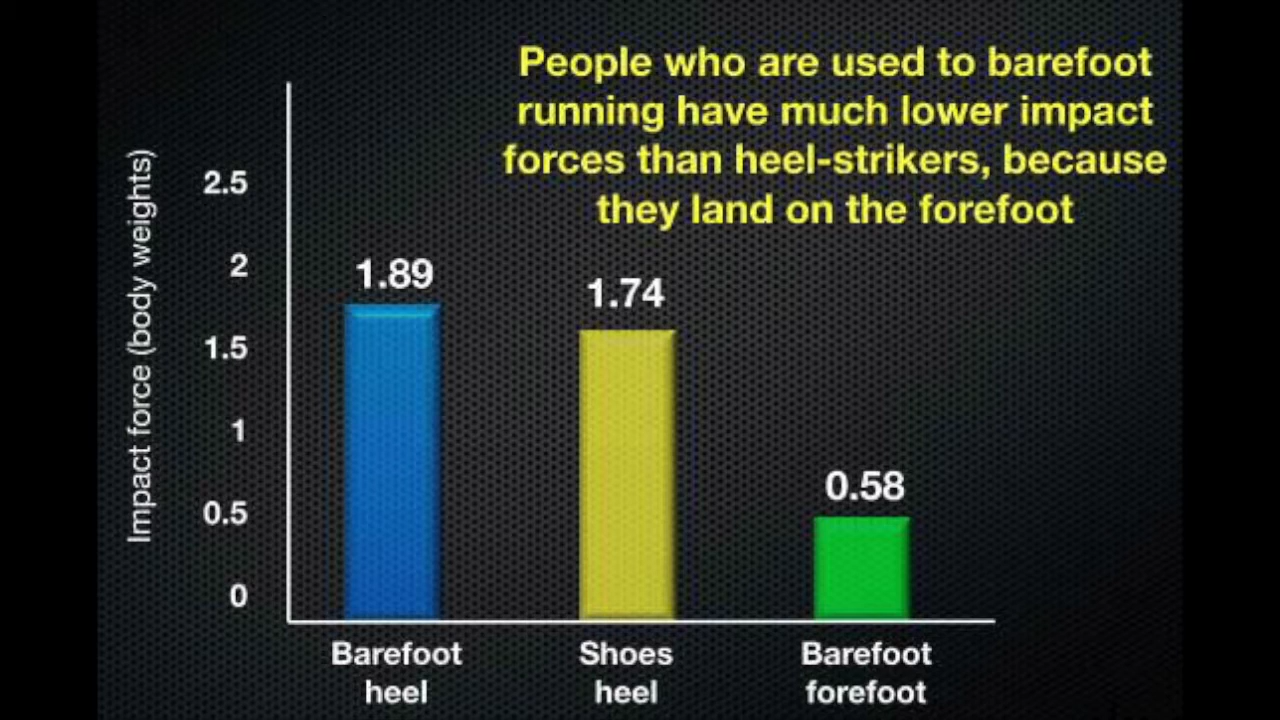 People who are used to barefoot
running have much lower impact
forces than heel-strikers, because
they land on the forefoot
Impact force (body weights)
2.5
2
1.5
1
0.5
0
1.89
1.74
0.58
Barefoot
heel
Shoes
heel
Barefoot
forefoot